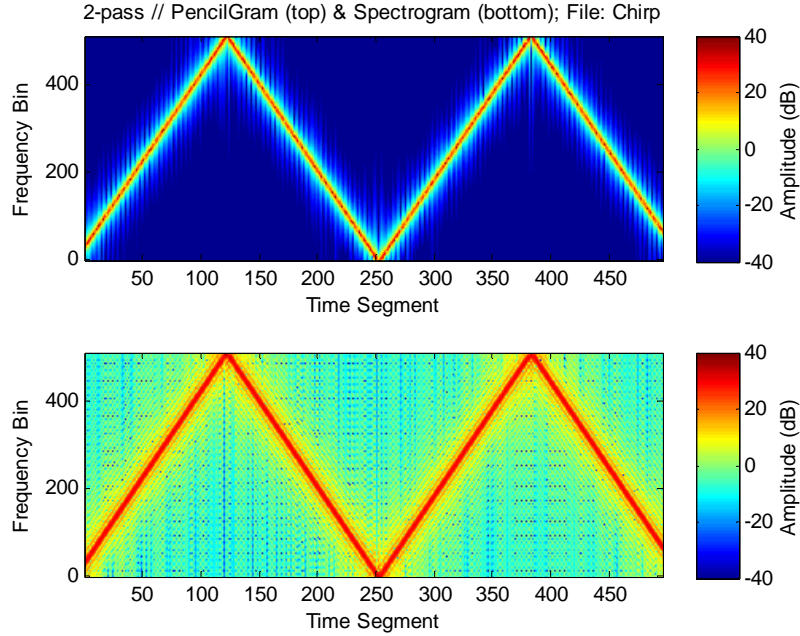 2-pass // PencilGram (top) & Spectrogram (bottom); File: Chirp
Frequency Bin
400
200
0
50 100 150 200 250 300 350 400 450
Time Segment
40
20
0
-20
-40
Amplitude (dB)
Frequency Bin
400
200
0
50 100 150 200 250 300 350 400 450
Time Segment
40
20
0
-20
-40
Amplitude (dB)